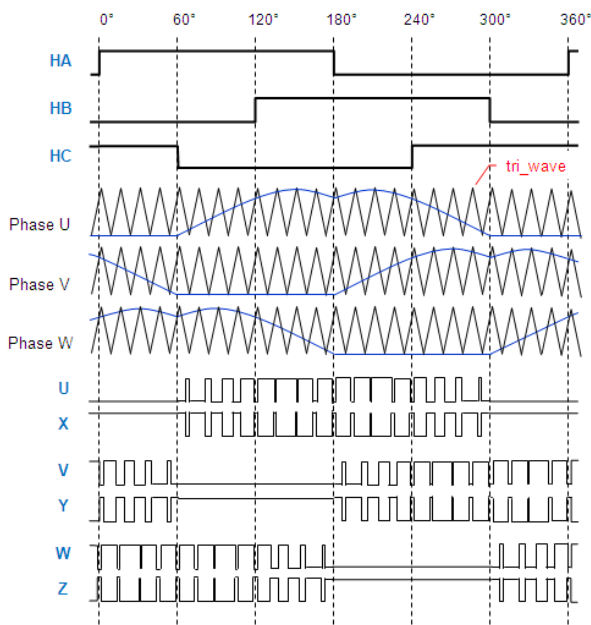 0° 60° 120° 180° 240° 300° 360°
HA
HB
HC
tri_wave
Phase U
Phase V
Phase W
U
X
V
Y
W
Z